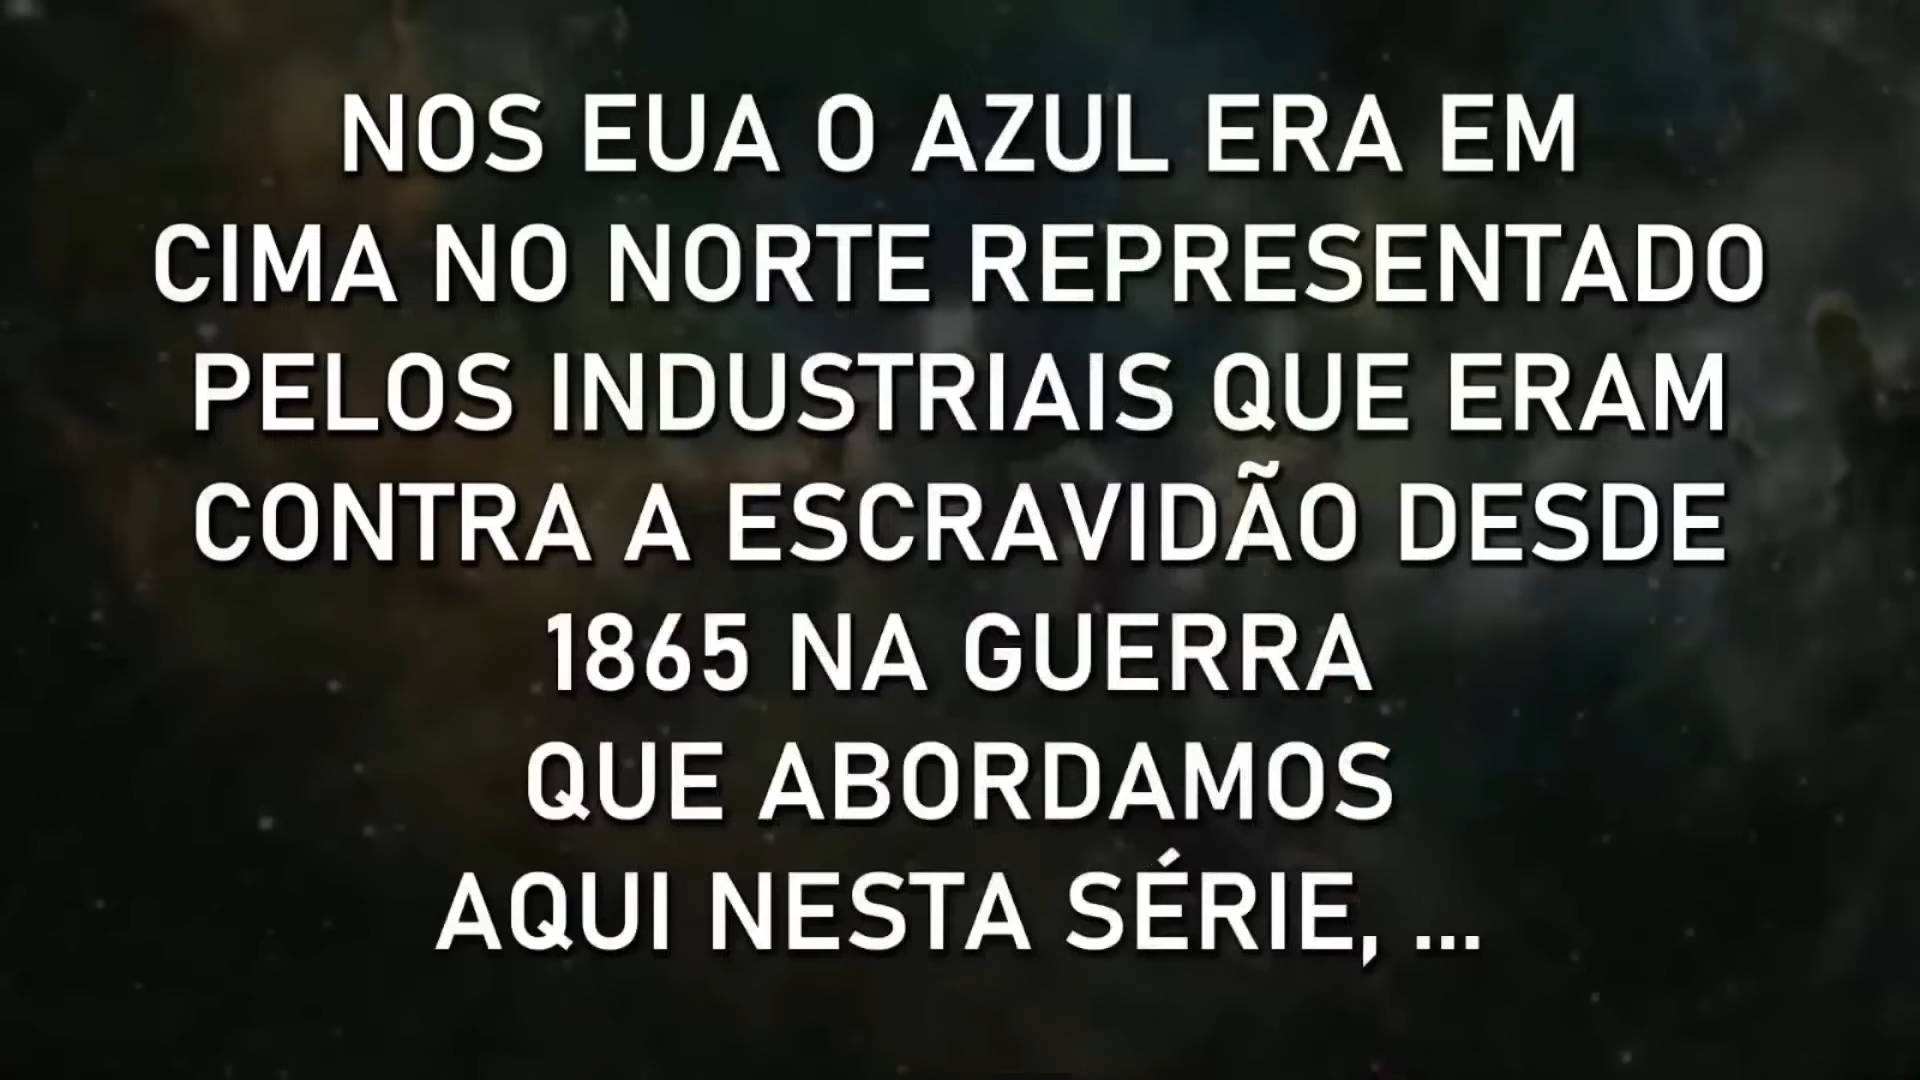 NOS EUA O AZUL ERA EM
CIMA NO NORTE REPRESENTADO
PELOS INDUSTRIAIS QUE ERAM
CONTRA A ESCRAVIDÃO DESDE
1865 NA GUERRA
QUE ABORDAMOS
AQUI NESTA SÉRIE, ...